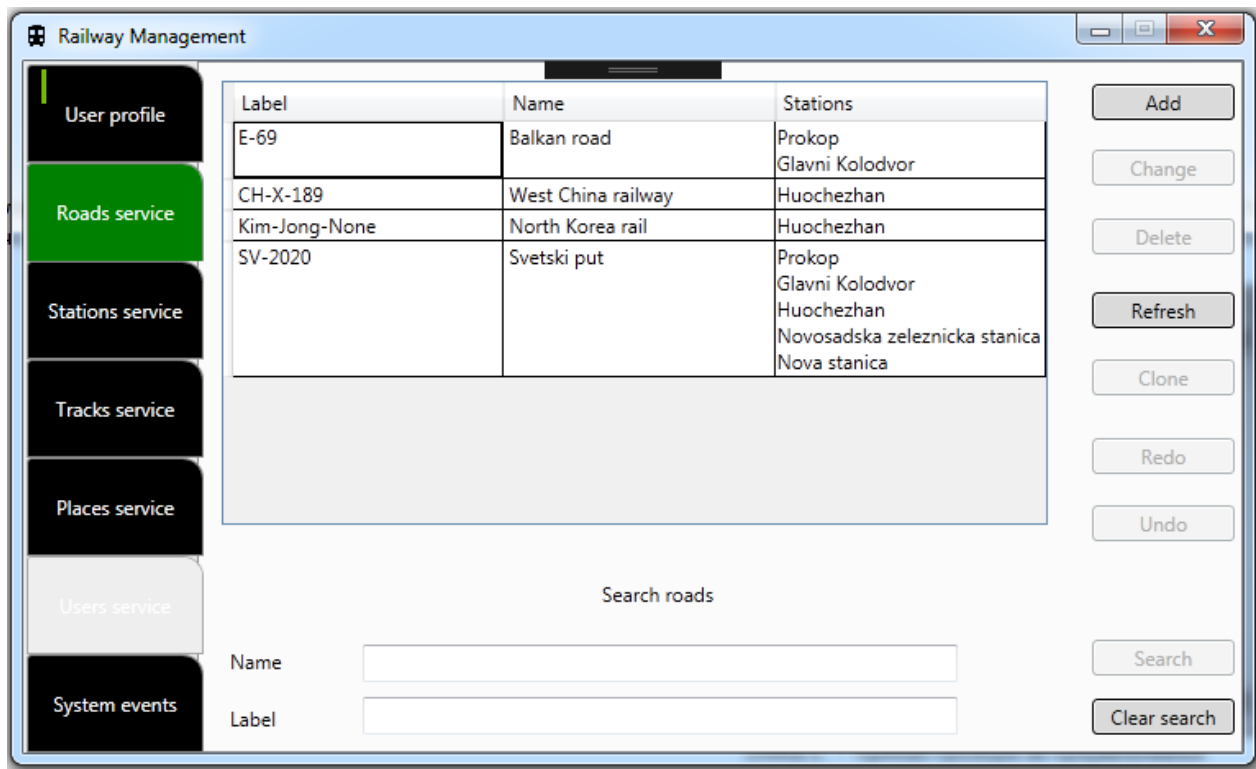 Railway Management
User profile
Roads service
Stations service
Tracks service
Places service
Users service
System events
Label Name Stations
E-69 Balkan road Prokop
Glavni Kolodvor
CH-X-189 West China railway Huochezhan
Kim-Jong-None North Korea rail Huochezhan
SV-2020 Svetski put Prokop
Glavni Kolodvor
Huochezhan
Novosadska zeleznicka stanica
Nova stanica
Add
Change
Delete
Refresh
Clone
Redo
Undo
Search roads
Name
Label
Search
Clear search